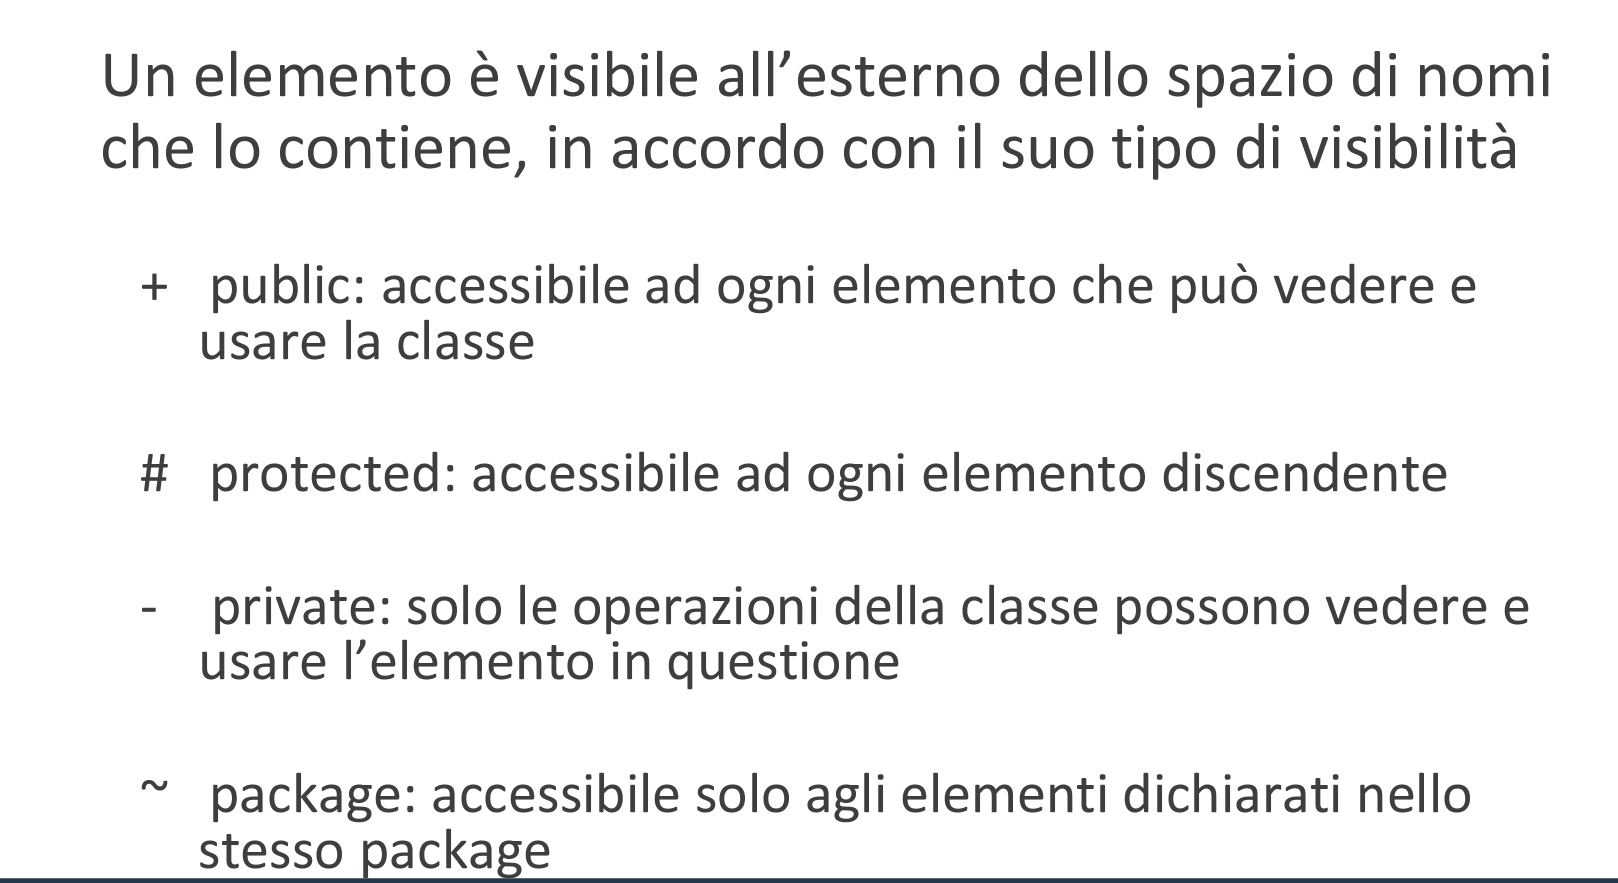 Un elemento è visibile all’esterno dello spazio di nomi
che lo contiene, in accordo con il suo tipo di visibilità
+ public: accessibile ad ogni elemento che può vedere e
usare la classe
# protected: accessibile ad ogni elemento discendente
- private: solo le operazioni della classe possono vedere e
usare l’elemento in questione
~ package: accessibile solo agli elementi dichiarati nello
stesso package